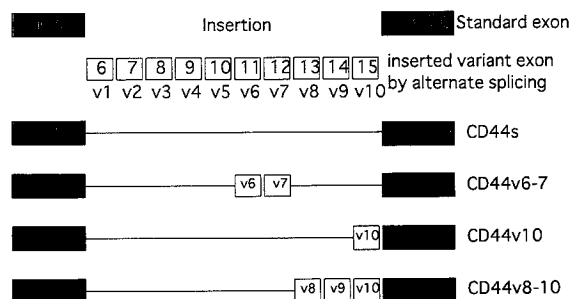 Insertion Standard exon
6 7 8 9 10 11 12 13 14 15 inserted variant exon
v1 v2 v3 v4 v5 v6 v7 v8 v9 v10 by alternate splicing
CD44s
v6 v7 CD44v6-7
v10 CD44v10
v8 v9 v10 CD44v8-10